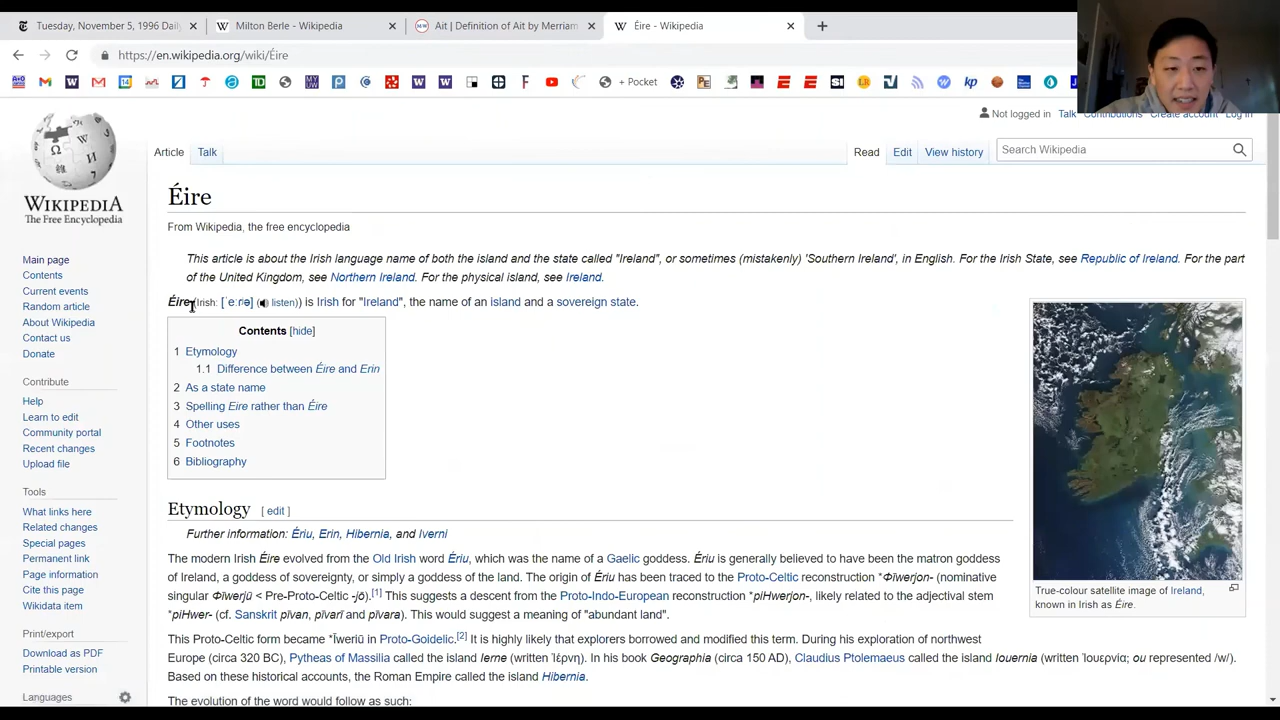 Tuesday, November 5, 1996 Daily
Milton Berle - Wikipedia
Ait | Definition of Ait by Merriam
Éire - Wikipedia
https://en.wikipedia.org/wiki/Éire
+ Pocket
Not logged in Talk Contributions Create account Log in
Article Talk Read Edit View history Search Wikipedia
WIKIPEDIA
The Free Encyclopedia
Main page
Contents
Current events
Random article
About Wikipedia
Contact us
Donate
Contribute
Help
Learn to edit
Community portal
Recent changes
Upload file
Tools
What links here
Related changes
Special pages
Permanent link
Page information
Cite this page
Wikidata item
Print/export
Download as PDF
Printable version
Languages
Éire
From Wikipedia, the free encyclopedia
This article is about the Irish language name of both the island and the state called "Ireland", or sometimes (mistakenly) 'Southern Ireland', in English. For the Irish State, see Republic of Ireland. For the part
of the United Kingdom, see Northern Ireland. For the physical island, see Ireland.
Éire (Irish: [ˈeːɾʲə] (listen)) is Irish for "Ireland", the name of an island and a sovereign state.
Contents [hide]
1 Etymology
1.1 Difference between Éire and Erin
2 As a state name
3 Spelling Eire rather than Éire
4 Other uses
5 Footnotes
6 Bibliography
True-colour satellite image of Ireland,
known in Irish as Éire.
Etymology [ edit ]
Further information: Ériu, Erin, Hibernia, and Iverni
The modern Irish Éire evolved from the Old Irish word Ériu, which was the name of a Gaelic goddess. Ériu is generally believed to have been the matron goddess
of Ireland, a goddess of sovereignty, or simply a goddess of the land. The origin of Ériu has been traced to the Proto-Celtic reconstruction *Φīwerjon- (nominative
singular Φīwerjū < Pre-Proto-Celtic -jō).[1] This suggests a descent from the Proto-Indo-European reconstruction *piHwerjon-, likely related to the adjectival stem
*piHwer- (cf. Sanskrit pīvan, pīvarī and pīvara). This would suggest a meaning of "abundant land".
This Proto-Celtic form became *Īweriū in Proto-Goidelic.[2] It is highly likely that explorers borrowed and modified this term. During his exploration of northwest
Europe (circa 320 BC), Pytheas of Massilia called the island Ierne (written Ἰέρνη). In his book Geographia (circa 150 AD), Claudius Ptolemaeus called the island Iouernia (written Ἰουερνία; ou represented /w/).
Based on these historical accounts, the Roman Empire called the island Hibernia.
The evolution of the word would follow as such: